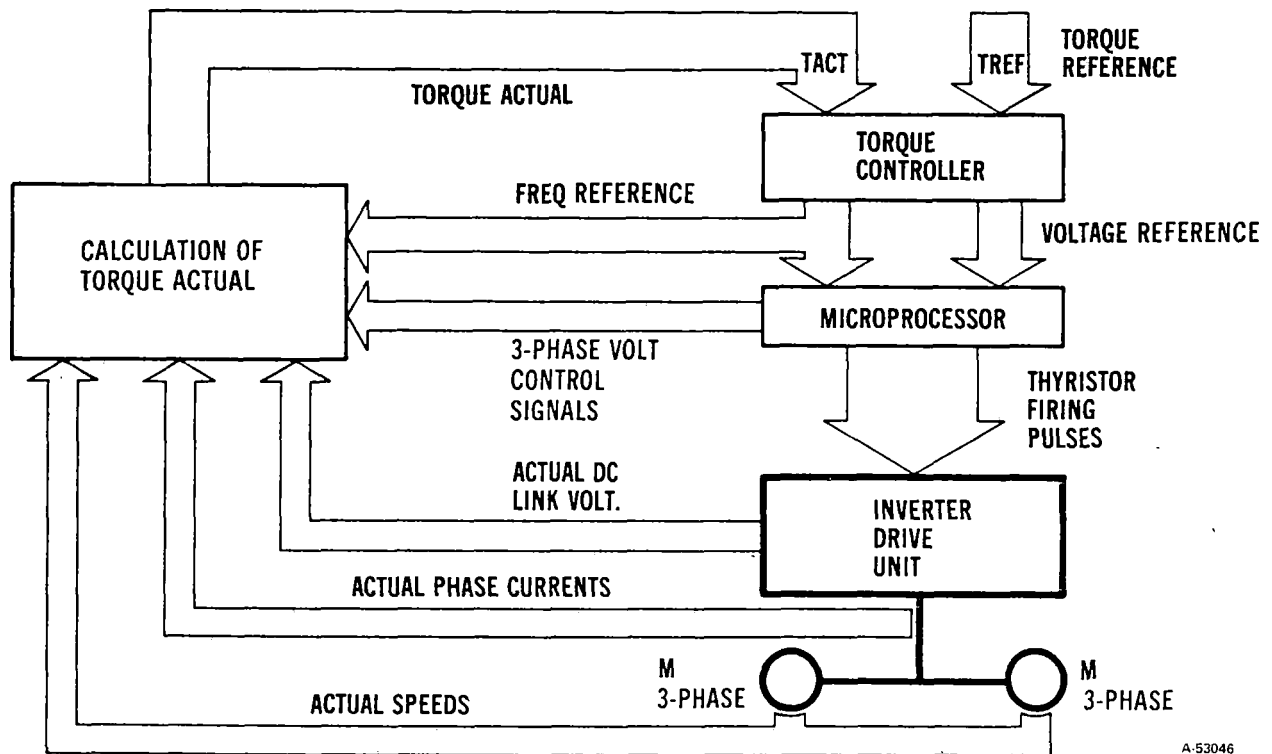 TACT
TREF
TORQUE
REFERENCE
TORQUE ACTUAL
TORQUE
CONTROLLER
FREQ REFERENCE
VOLTAGE REFERENCE
CALCULATION OF
TORQUE ACTUAL
MICROPROCESSOR
3-PHASE VOLT
CONTROL
SIGNALS
THYRISTOR
FIRING
PULSES
ACTUAL DC
LINK VOLT.
INVERTER
DRIVE
UNIT
ACTUAL PHASE CURRENTS
M
3-PHASE
M
3-PHASE
ACTUAL SPEEDS
A-53046